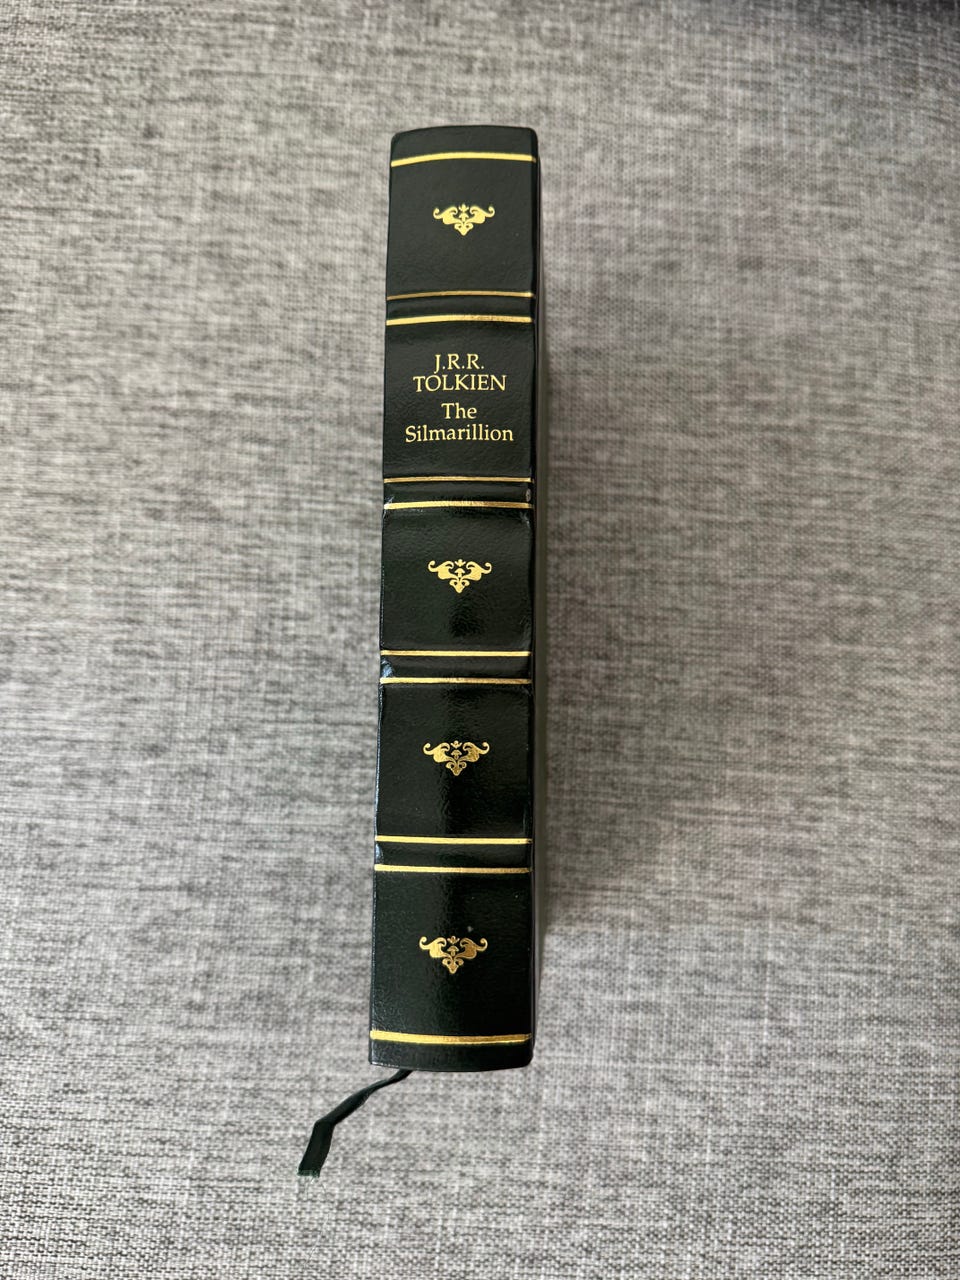 J.R.R.
TOLKIEN
The
Silmarillion